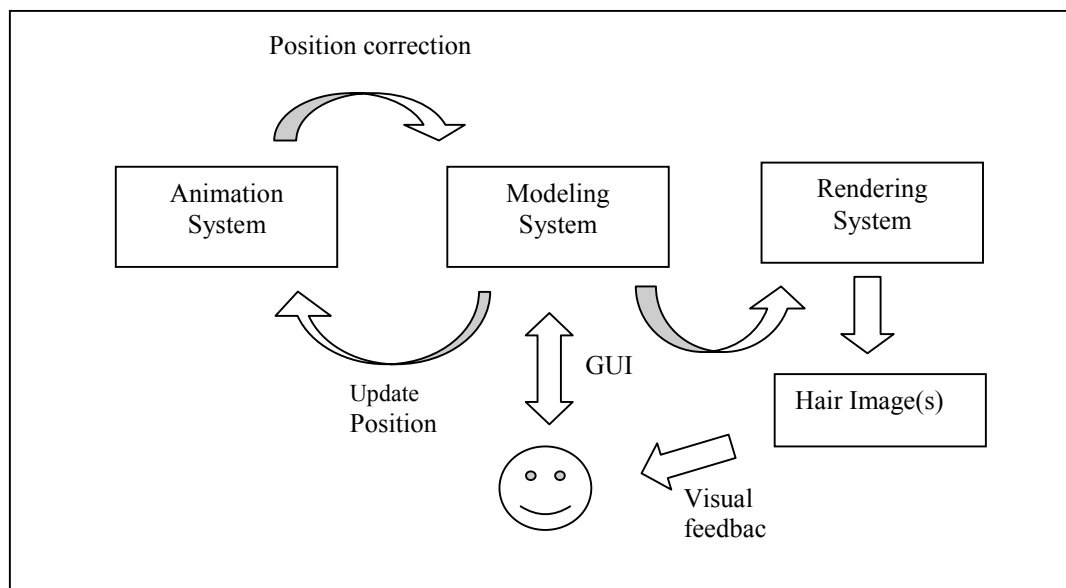 Position correction
Animation
System
Modeling
System
Rendering
System
GUI
Update
Position
Hair Image(s)
Visual
feedbac